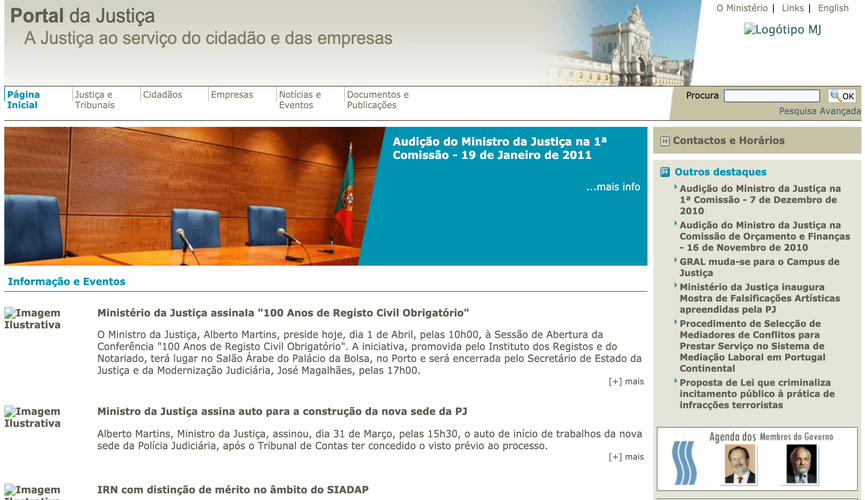 Portal da Justiça
A Justiça ao serviço do cidadão e das empresas
O Ministério | Links | English
Logótipo MJ
Página
Inicial
Justiça e
Tribunais
Cidadãos
Empresas
Notícias e
Eventos
Documentos e
Publicações
Procura
OK
Pesquisa Avançada
Audição do Ministro da Justiça na 1ª
Comissão - 19 de Janeiro de 2011
...mais info
Informação e Eventos
Imagem
Ilustrativa
Ministério da Justiça assinala "100 Anos de Registo Civil Obrigatório"
O Ministro da Justiça, Alberto Martins, preside hoje, dia 1 de Abril, pelas 10h00, à Sessão de Abertura da
Conferência "100 Anos de Registo Civil Obrigatório". A iniciativa, promovida pelo Instituto dos Registos e do
Notariado, terá lugar no Salão Árabe do Palácio da Bolsa, no Porto e será encerrada pelo Secretário de Estado da
Justiça e da Modernização Judiciária, José Magalhães, pelas 17h00.
[+] mais
Imagem
Ilustrativa
Ministro da Justiça assina auto para a construção da nova sede da PJ
Alberto Martins, Ministro da Justiça, assinou, dia 31 de Março, pelas 15h30, o auto de início de trabalhos da nova
sede da Polícia Judiciária, após o Tribunal de Contas ter concedido o visto prévio ao processo.
[+] mais
Imagem
Ilustrativa
IRN com distinção de mérito no âmbito do SIADAP
Contactos e Horários
Outros destaques
Audição do Ministro da Justiça na
1ª Comissão - 7 de Dezembro de
2010
Audição do Ministro da Justiça na
Comissão de Orçamento e Finanças
- 16 de Novembro de 2010
GRAL muda-se para o Campus de
Justiça
Ministério da Justiça inaugura
Mostra de Falsificações Artísticas
apreendidas pela PJ
Procedimento de Selecção de
Mediadores de Conflitos para
Prestar Serviço no Sistema de
Mediação Laboral em Portugal
Continental
Proposta de Lei que criminaliza
incitamento público à prática de
infracções terroristas
Agenda dos Membros do Governo